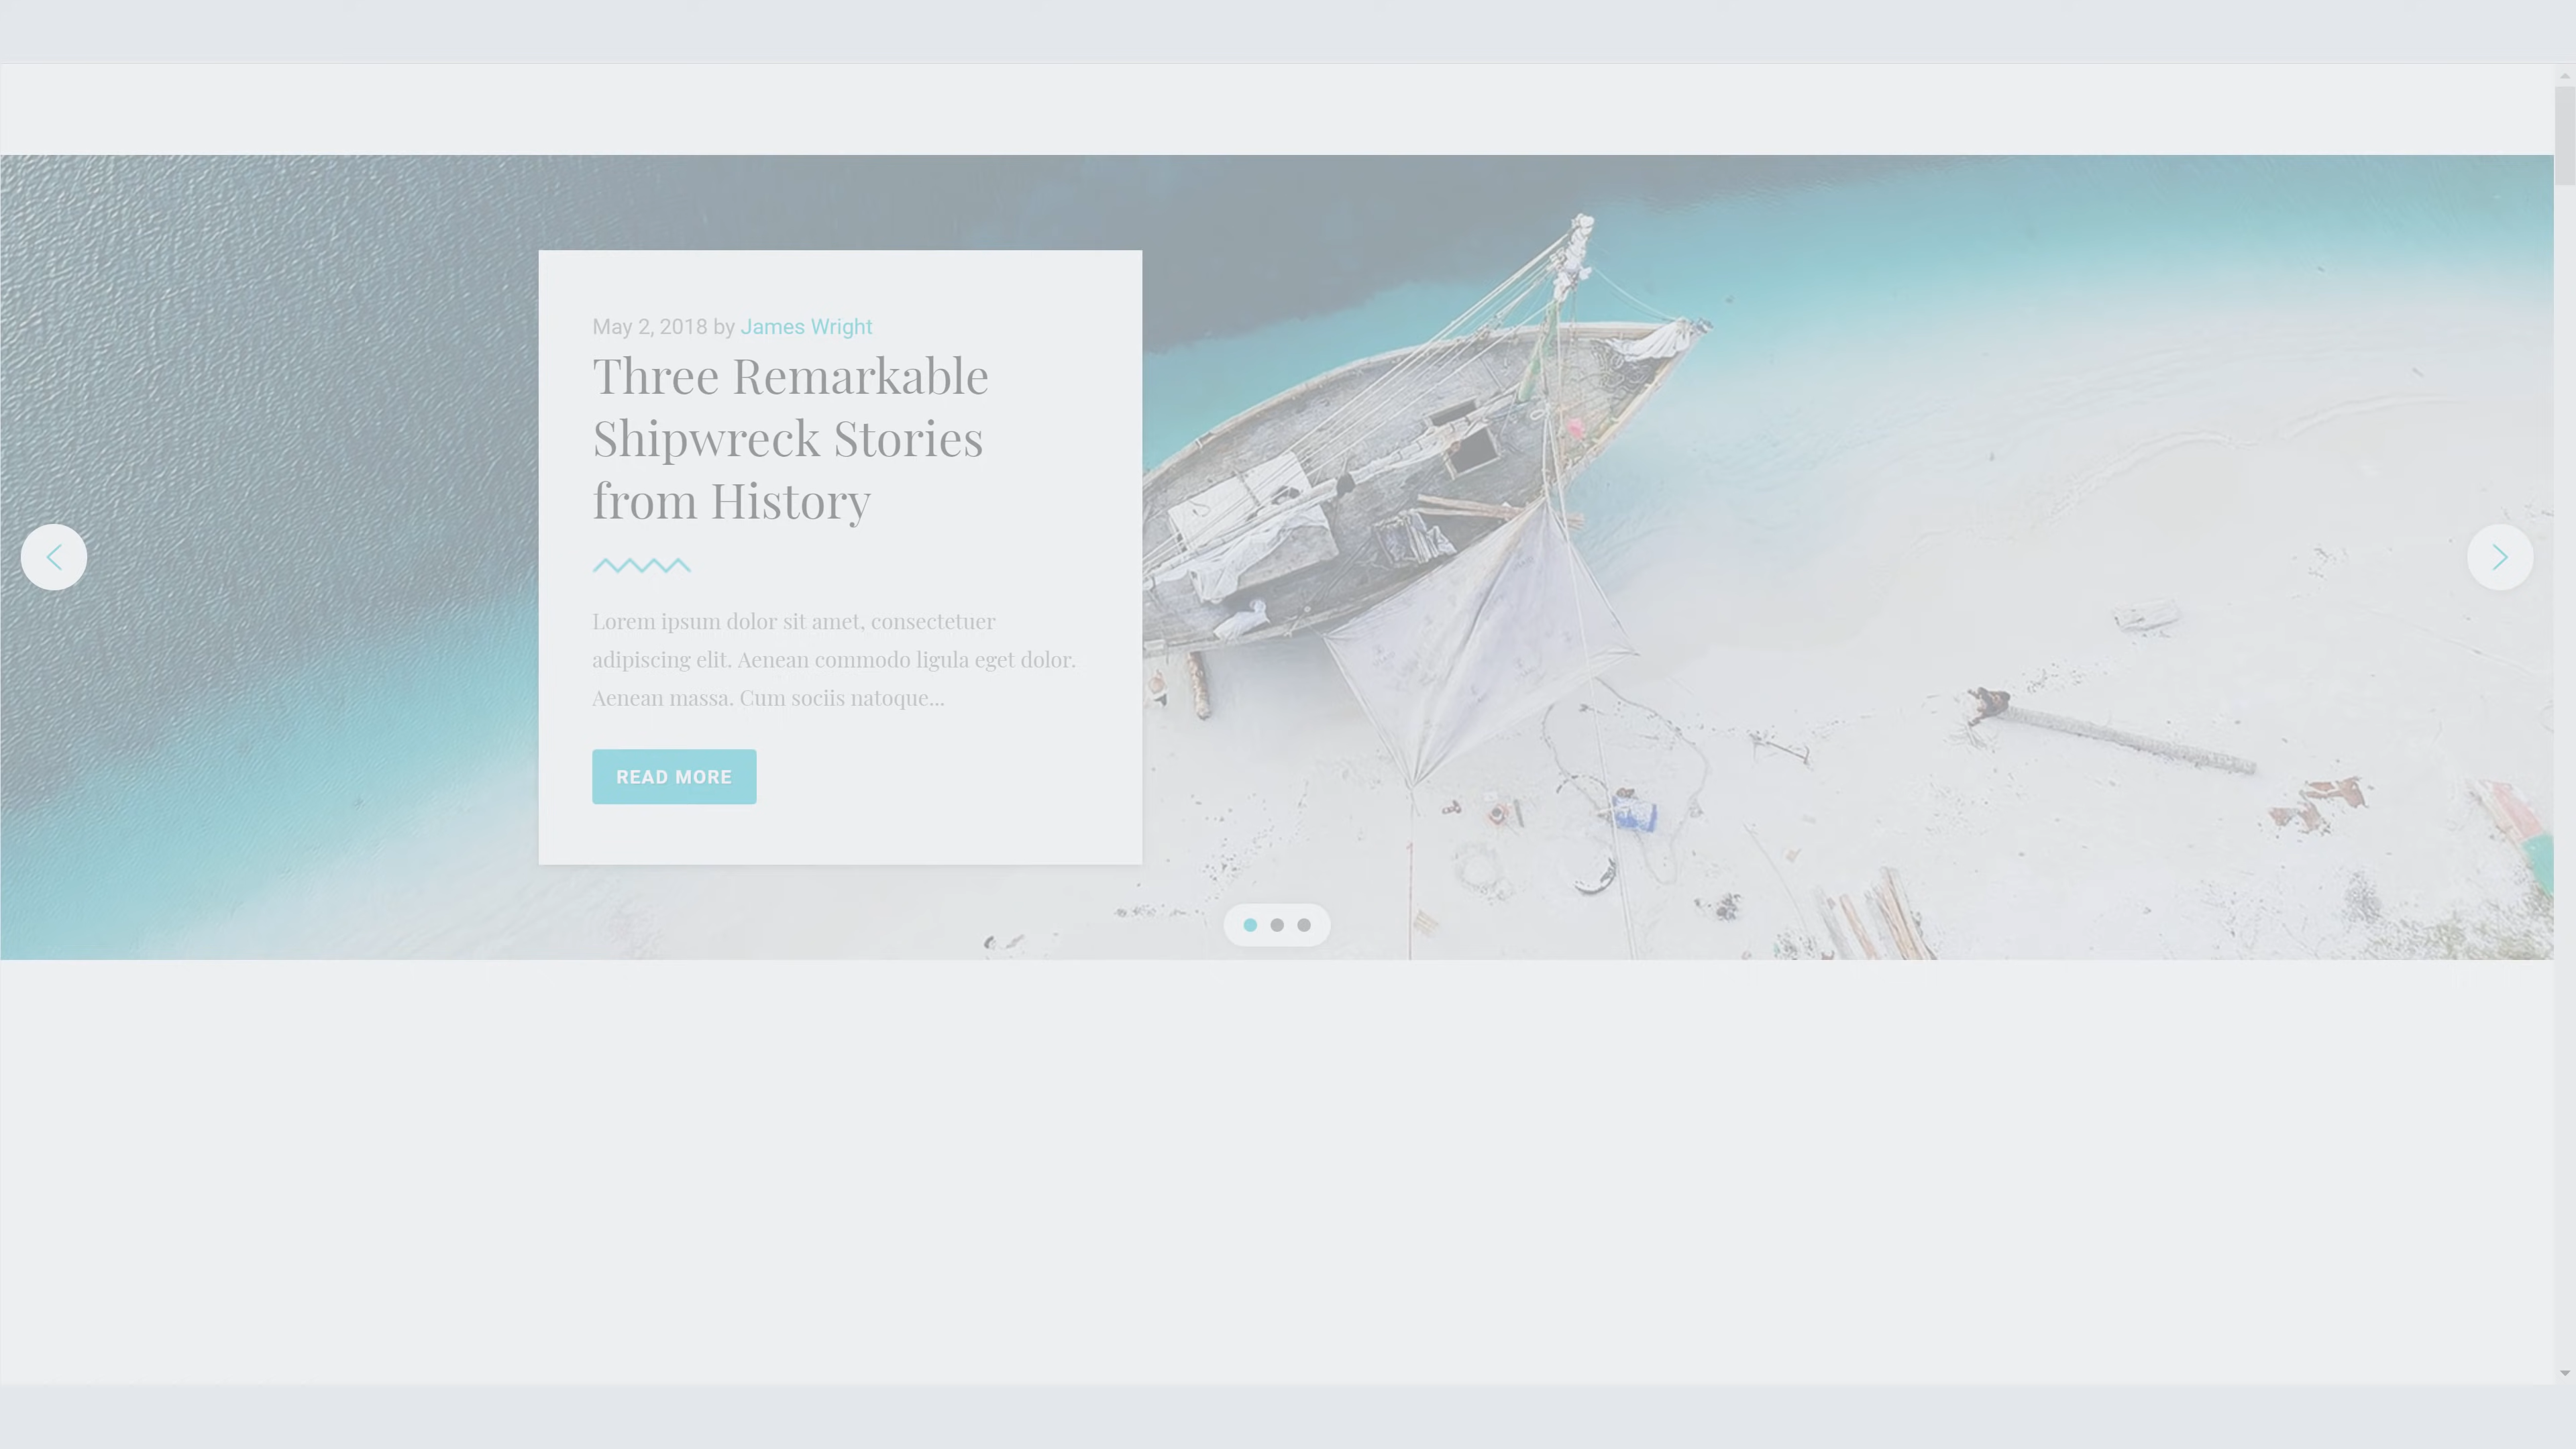 May 2, 2018 by James Wright
Three Remarkable
Shipwreck Stories
from History
Lorem ipsum dolor sit amet, consectetuer
adipiscing elit. Aenean commodo ligula eget dolor.
Aenean massa. Cum sociis natoque...
READ MORE